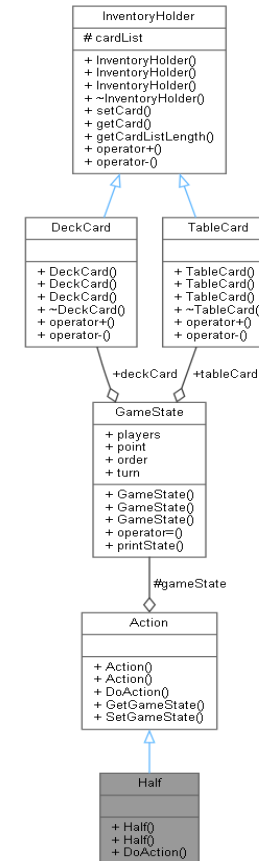 InventoryHolder
# cardList
+ InventoryHolder()
+ InventoryHolder()
+ InventoryHolder()
+ ~InventoryHolder()
+ setCard()
+ getCard()
+ getCardListLength()
+ operator+()
+ operator-()
DeckCard
+ DeckCard()
+ DeckCard()
+ DeckCard()
+ ~DeckCard()
+ operator+()
+ operator-()
TableCard
+ TableCard()
+ TableCard()
+ TableCard()
+ ~TableCard()
+ operator+()
+ operator-()
+deckCard
+tableCard
GameState
+ players
+ point
+ order
+ turn
+ GameState()
+ GameState()
+ GameState()
+ operator=()
+ printState()
#gameState
Action
+ Action()
+ Action()
+ DoAction()
+ GetGameState()
+ SetGameState()
Half
+ Half()
+ Half()
+ DoAction()